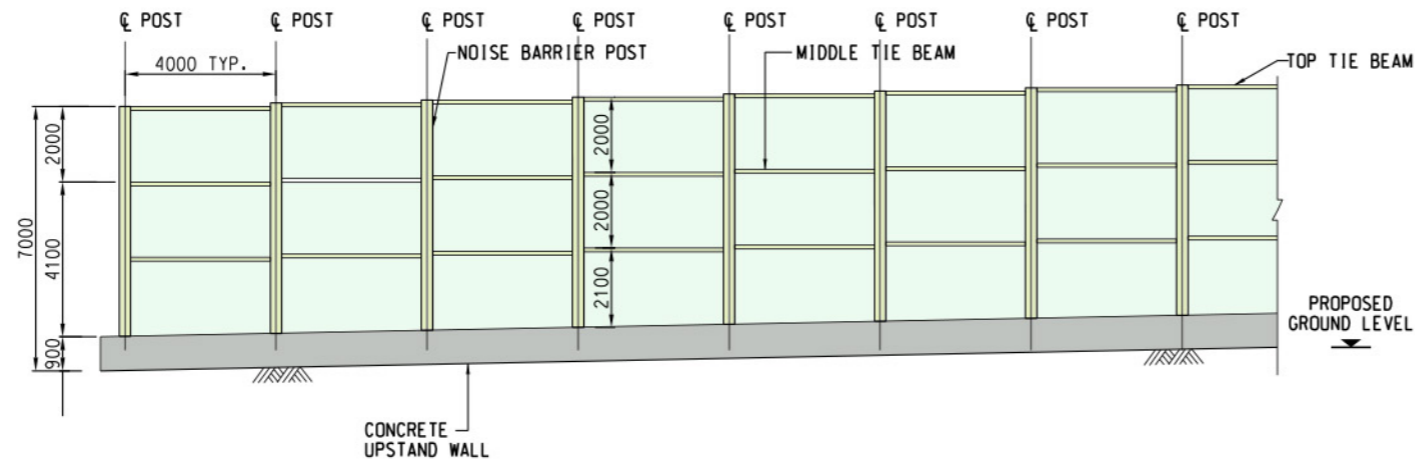 ℄ POST
℄ POST
℄ POST
℄ POST
℄ POST
℄ POST
℄ POST
℄ POST
NOISE BARRIER POST
MIDDLE TIE BEAM
TOP TIE BEAM
4000 TYP.
7000
2000
4100
900
2000
2000
2100
PROPOSED
GROUND LEVEL
CONCRETE
UPSTAND WALL